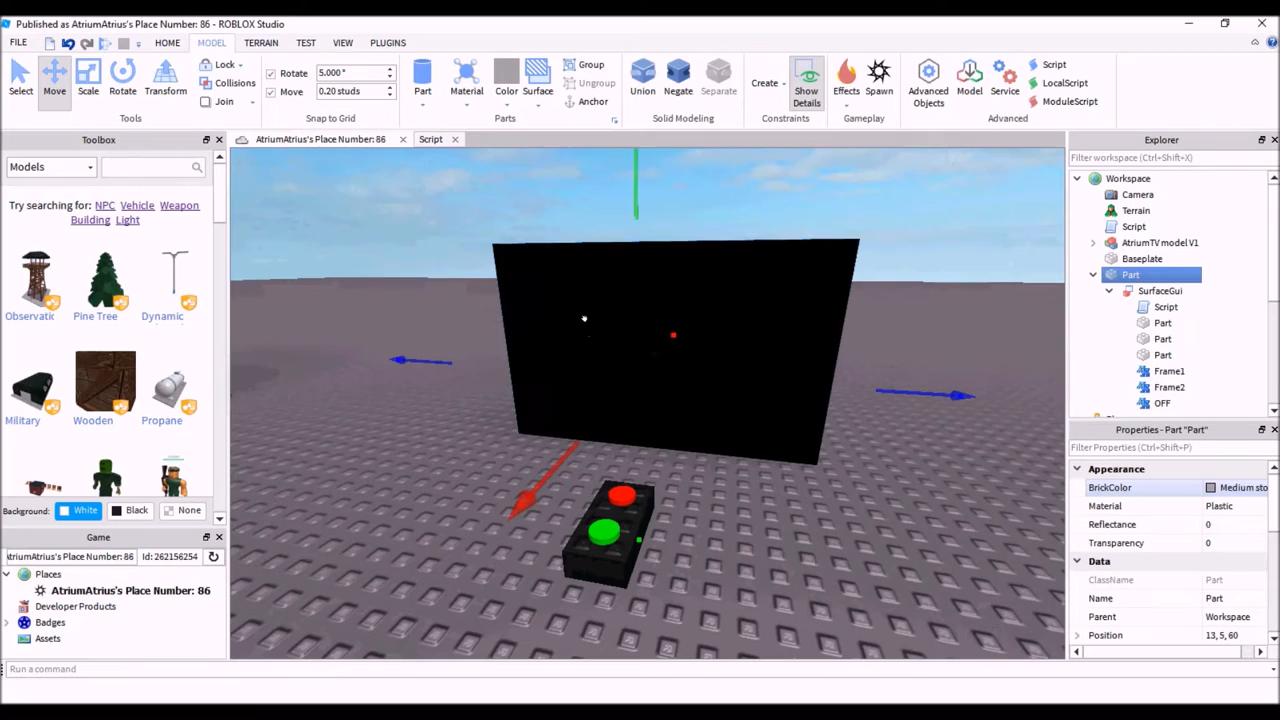 Published as AtriumAtrius's Place Number: 86 - ROBLOX Studio
FILE HOME MODEL TERRAIN TEST VIEW PLUGINS
Select Move Scale Rotate Transform
Lock
Collisions
Join
Tools
Rotate 5.000 °
Move 0.20 studs
Snap to Grid
Part Material Color Surface
Group
Ungroup
Anchor
Parts
Union Negate Separate
Solid Modeling
Create Show Details
Constraints
Effects Spawn
Gameplay
Advanced Objects Model Service
Script
LocalScript
ModuleScript
Advanced
Toolbox
Models
Try searching for: NPC Vehicle Weapon
Building Light
Observatic Pine Tree Dynamic
Military Wooden Propane
Background: White Black None
Game
AtriumAtrius's Place Number: 86 Id: 262156254
Places
AtriumAtrius's Place Number: 86
Developer Products
Badges
Assets
Run a command
AtriumAtrius's Place Number: 86 Script
Explorer
Filter workspace (Ctrl+Shift+X)
Workspace
Camera
Terrain
Script
AtriumTV model V1
Baseplate
Part
SurfaceGui
Script
Part
Part
Part
Frame1
Frame2
OFF
Properties - Part "Part"
Filter Properties (Ctrl+Shift+P)
Appearance
BrickColor Medium sto
Material Plastic
Reflectance 0
Transparency 0
Data
ClassName Part
Name Part
Parent Workspace
Position 13, 5, 60